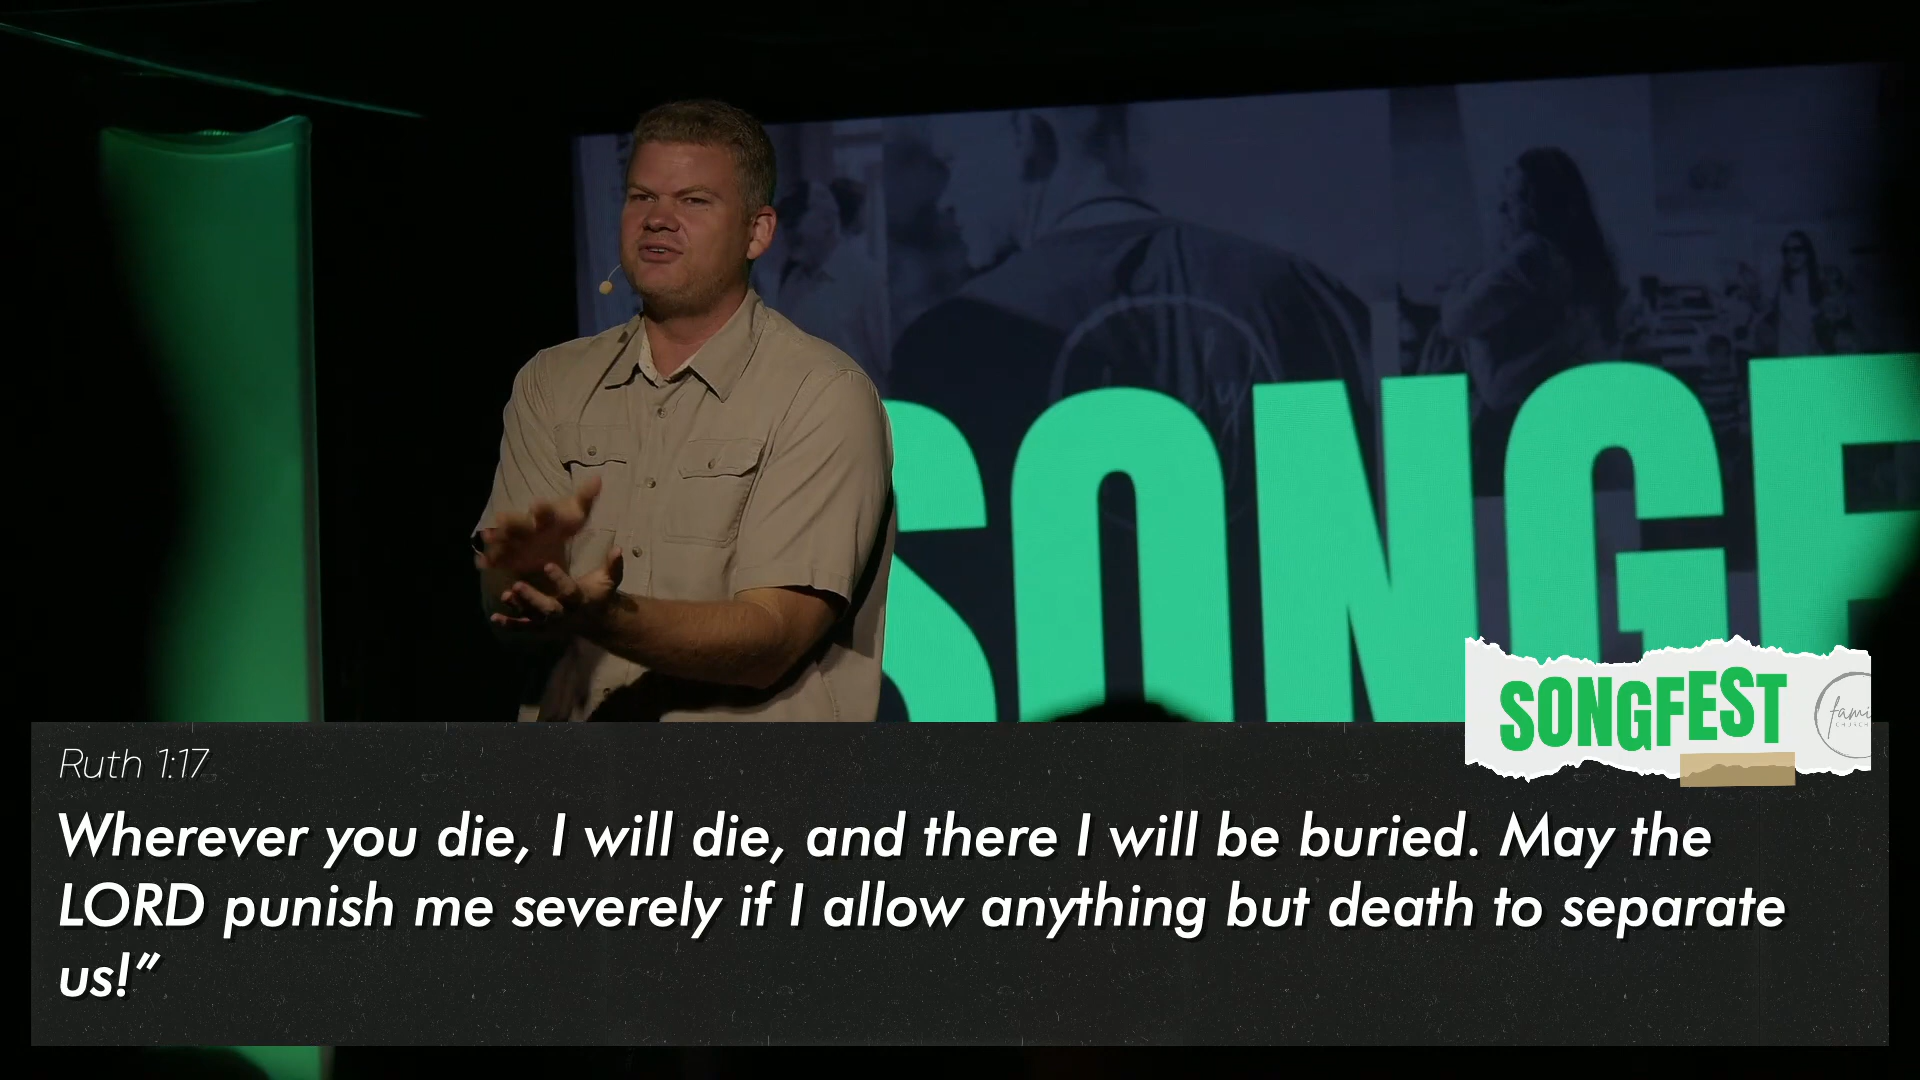 SONGF
SONGFEST
Ruth 1:17
Wherever you die, I will die, and there I will be buried. May the
LORD punish me severely if I allow anything but death to separate
us!”